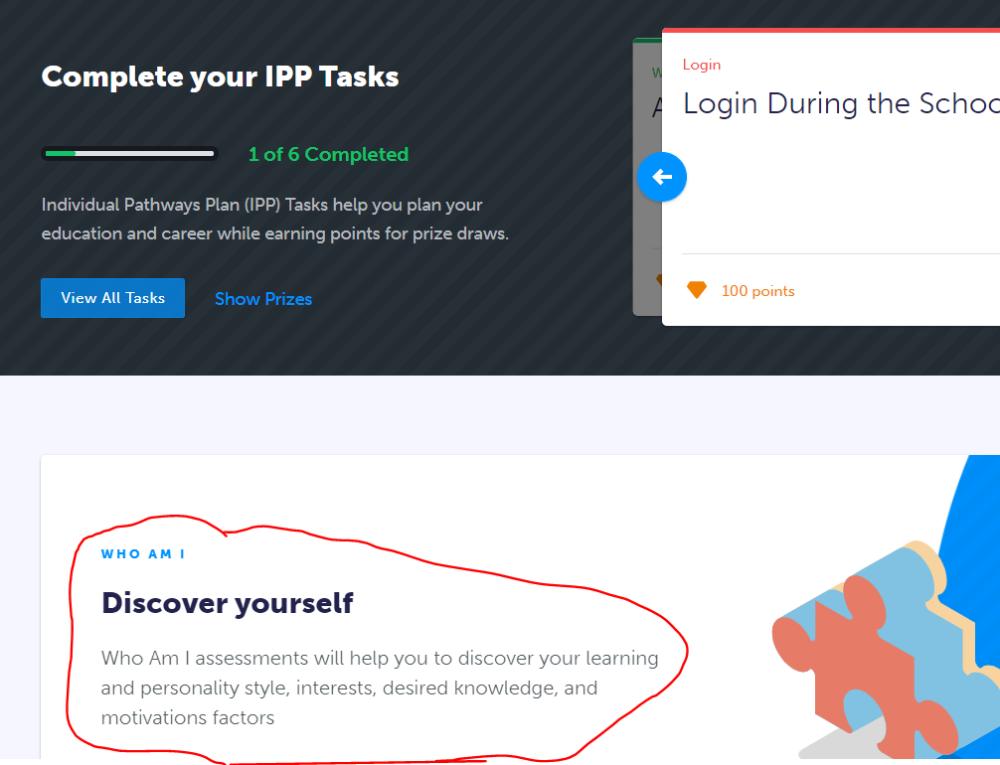 Complete your IPP Tasks
1 of 6 Completed
Individual Pathways Plan (IPP) Tasks help you plan your
education and career while earning points for prize draws.
View All Tasks
Show Prizes
Login
Login During the
100 points
WHO AM I
Discover yourself
Who Am I assessments will help you to discover your learning
and personality style, interests, desired knowledge, and
motivations factors